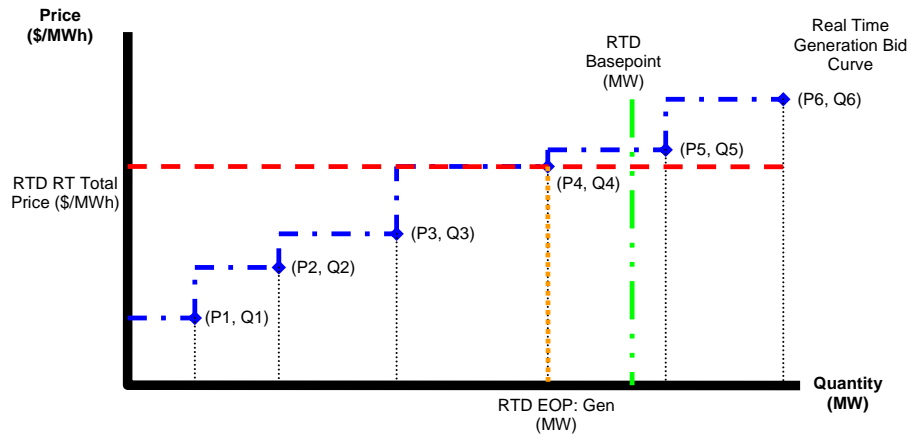 Price
($/MWh)
RTD
Basepoint
(MW)
Real Time
Generation Bid
Curve
(P6, Q6)
(P5, Q5)
(P4, Q4)
RTD RT Total
Price ($/MWh)
(P3, Q3)
(P2, Q2)
(P1, Q1)
Quantity
(MW)
RTD EOP: Gen
(MW)